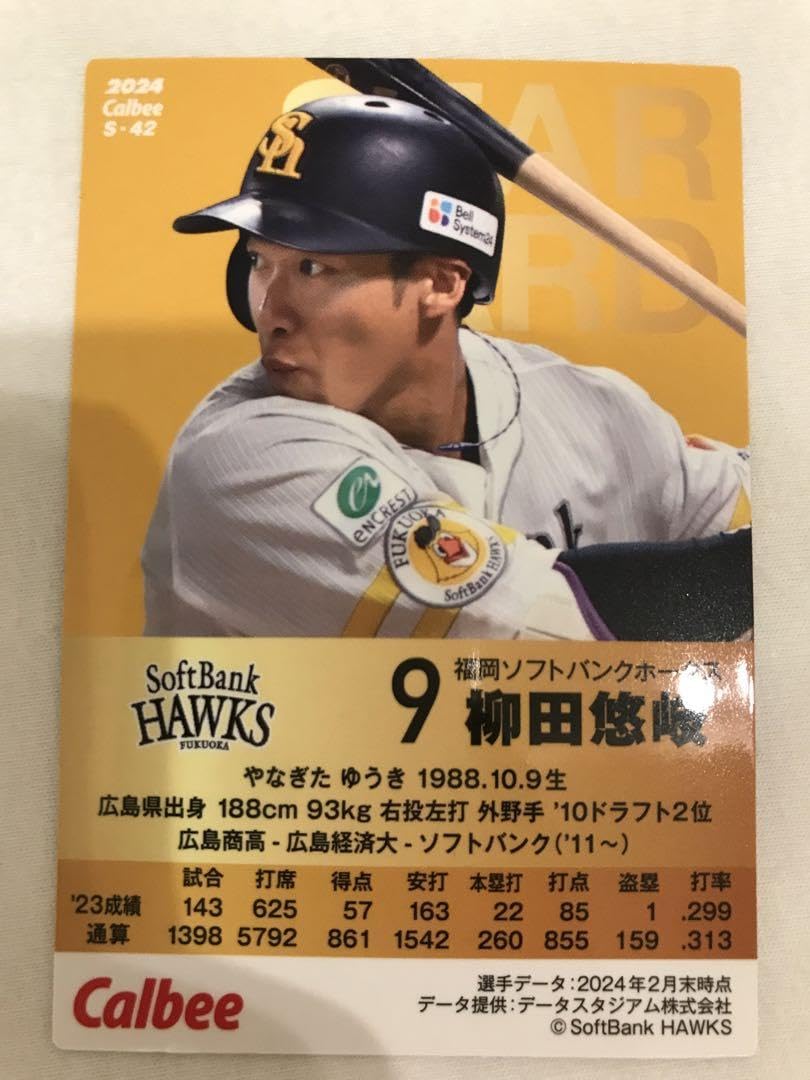 2024
Calbee
S・42
STAR
CARD
SH
Bell
System24
en
enCREST
FUKUOKA
SoftBank HAWKS
SoftBank
HAWKS
FUKUOKA
9
福岡ソフトバンクホークス
柳田悠岐
やなぎた ゆうき 1988.10.9生
広島県出身 188cm 93kg 右投左打 外野手 '10ドラフト2位
広島商高-広島経済大-ソフトバンク('11～)
試合 打席 得点 安打 本塁打 打点 盗塁 打率
'23成績 143 625 57 163 22 85 1 .299
通算 1398 5792 861 1542 260 855 159 .313
Calbee
選手データ:2024年2月末時点
データ提供:データスタジアム株式会社
©SoftBank HAWKS